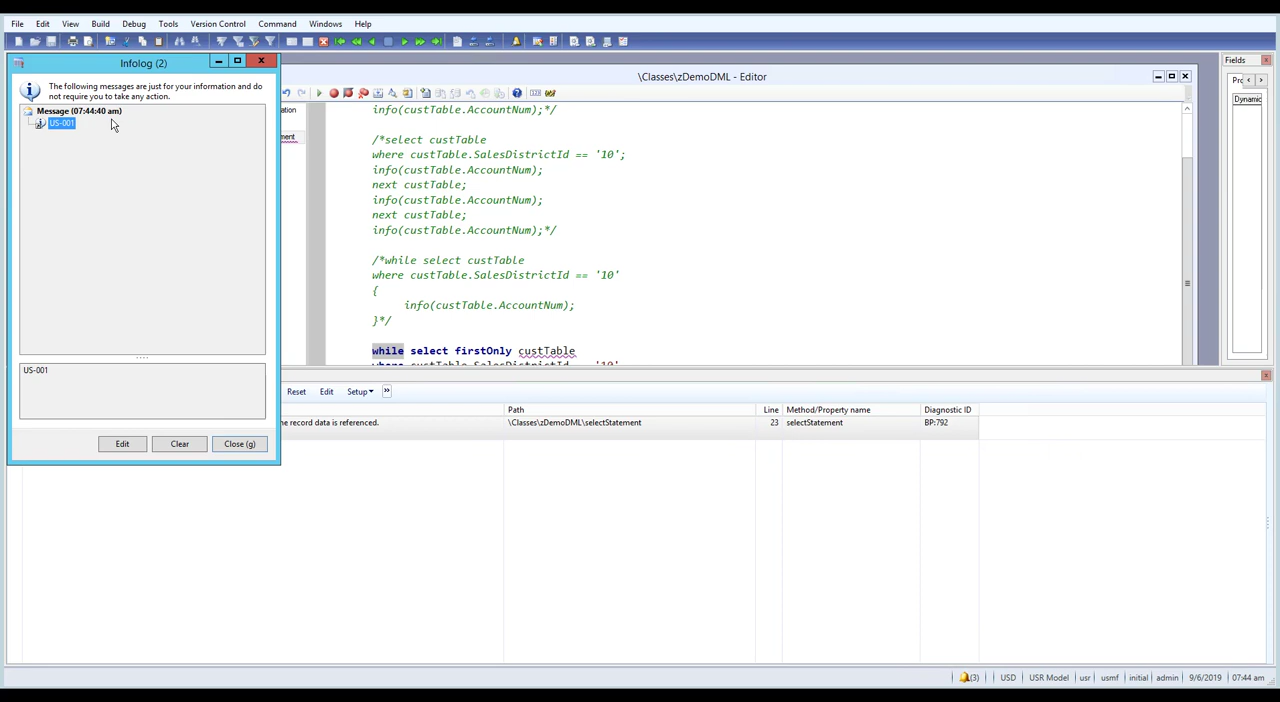 File Edit View Build Debug Tools Version Control Command Windows Help
Infolog (2)
The following messages are just for your information and do
not require you to take any action.
Message (07:44:40 am)
US-001
US-001
Edit Clear Close (g)
\Classes\zDemoDML - Editor
info(custTable.AccountNum);*/
/*select custTable
where custTable.SalesDistrictId == '10';
info(custTable.AccountNum);
next custTable;
info(custTable.AccountNum);
next custTable;
info(custTable.AccountNum);*/
/*while select custTable
where custTable.SalesDistrictId == '10'
{
info(custTable.AccountNum);
}*/
while select firstOnly custTable
where custTable.SalesDistrictId == '10'
Fields
Dynamic
Reset Edit Setup
Path Line Method/Property name Diagnostic ID
record data is referenced. \Classes\zDemoDML\selectStatement 23 selectStatement BP:792
(3) USD USR Model usr usmf initial admin 9/6/2019 07:44 am